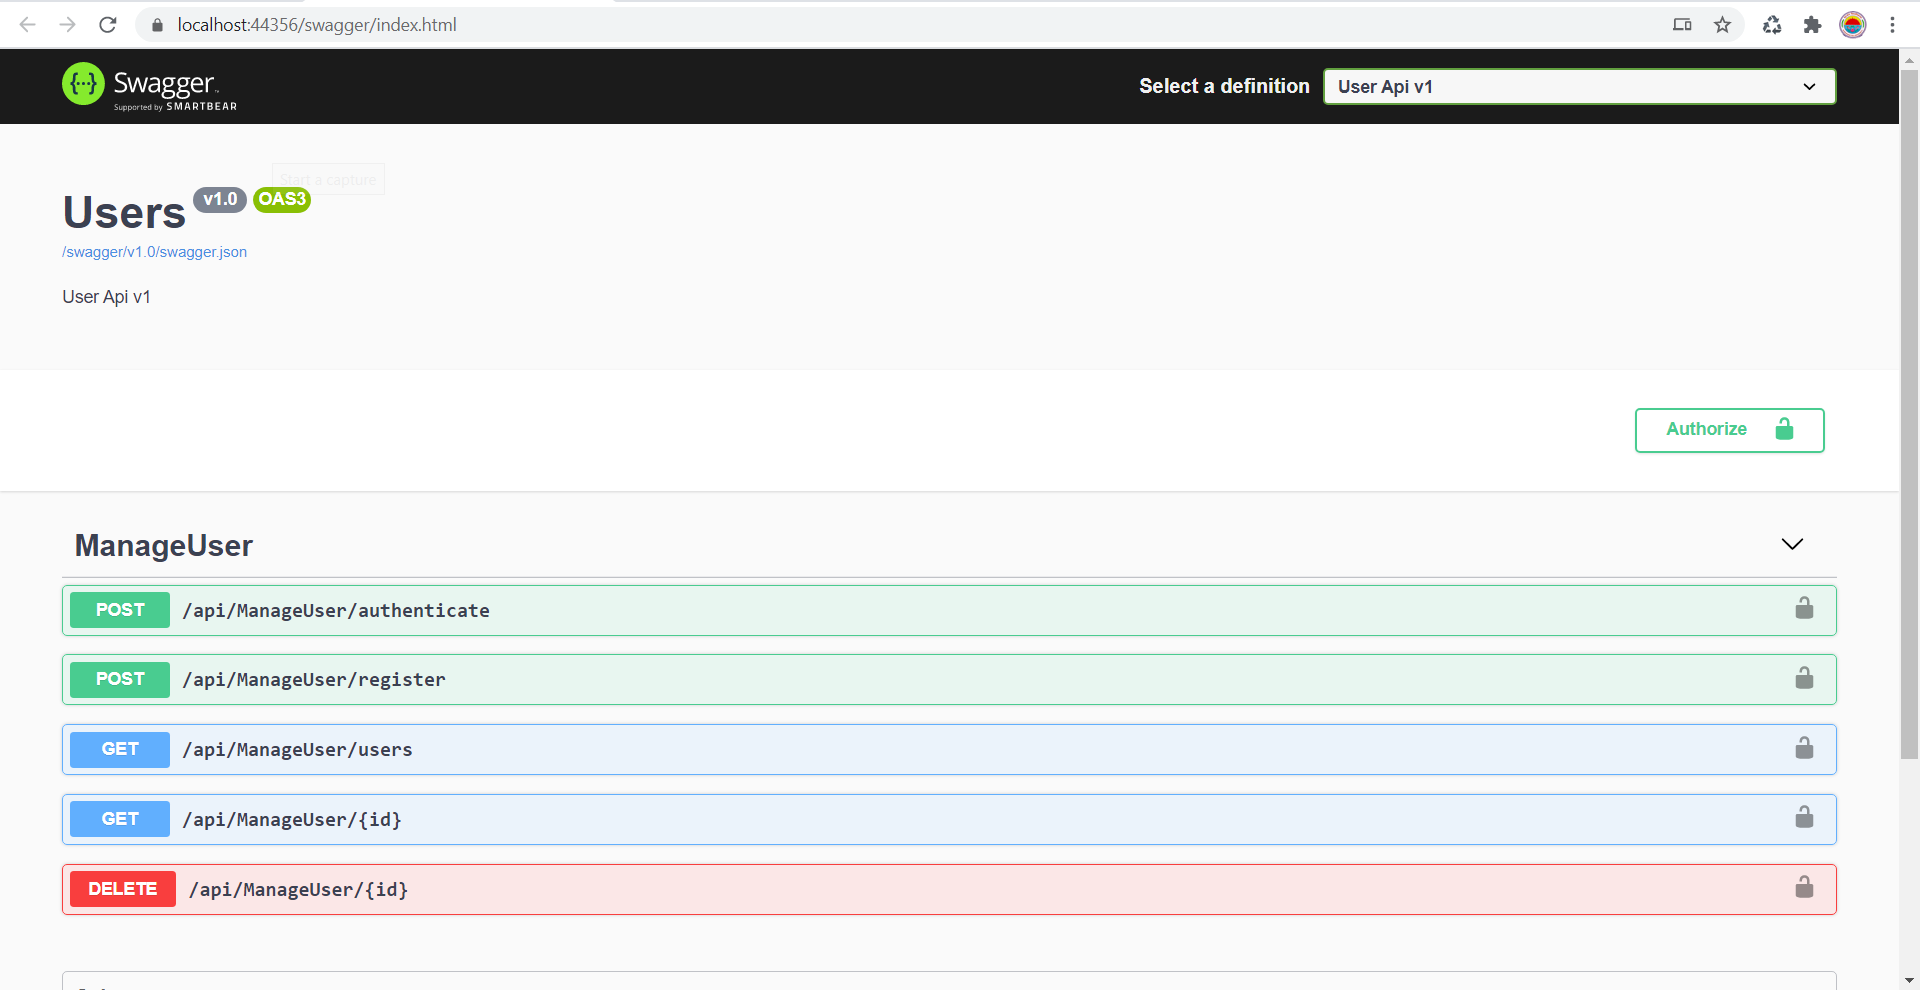 localhost:44356/swagger/index.html
{···} Swagger™
Supported by SMARTBEAR
Select a definition
User Api v1
Start a capture
Users v1.0 OAS3
/swagger/v1.0/swagger.json
User Api v1
Authorize
ManageUser
POST /api/ManageUser/authenticate
POST /api/ManageUser/register
GET /api/ManageUser/users
GET /api/ManageUser/{id}
DELETE /api/ManageUser/{id}